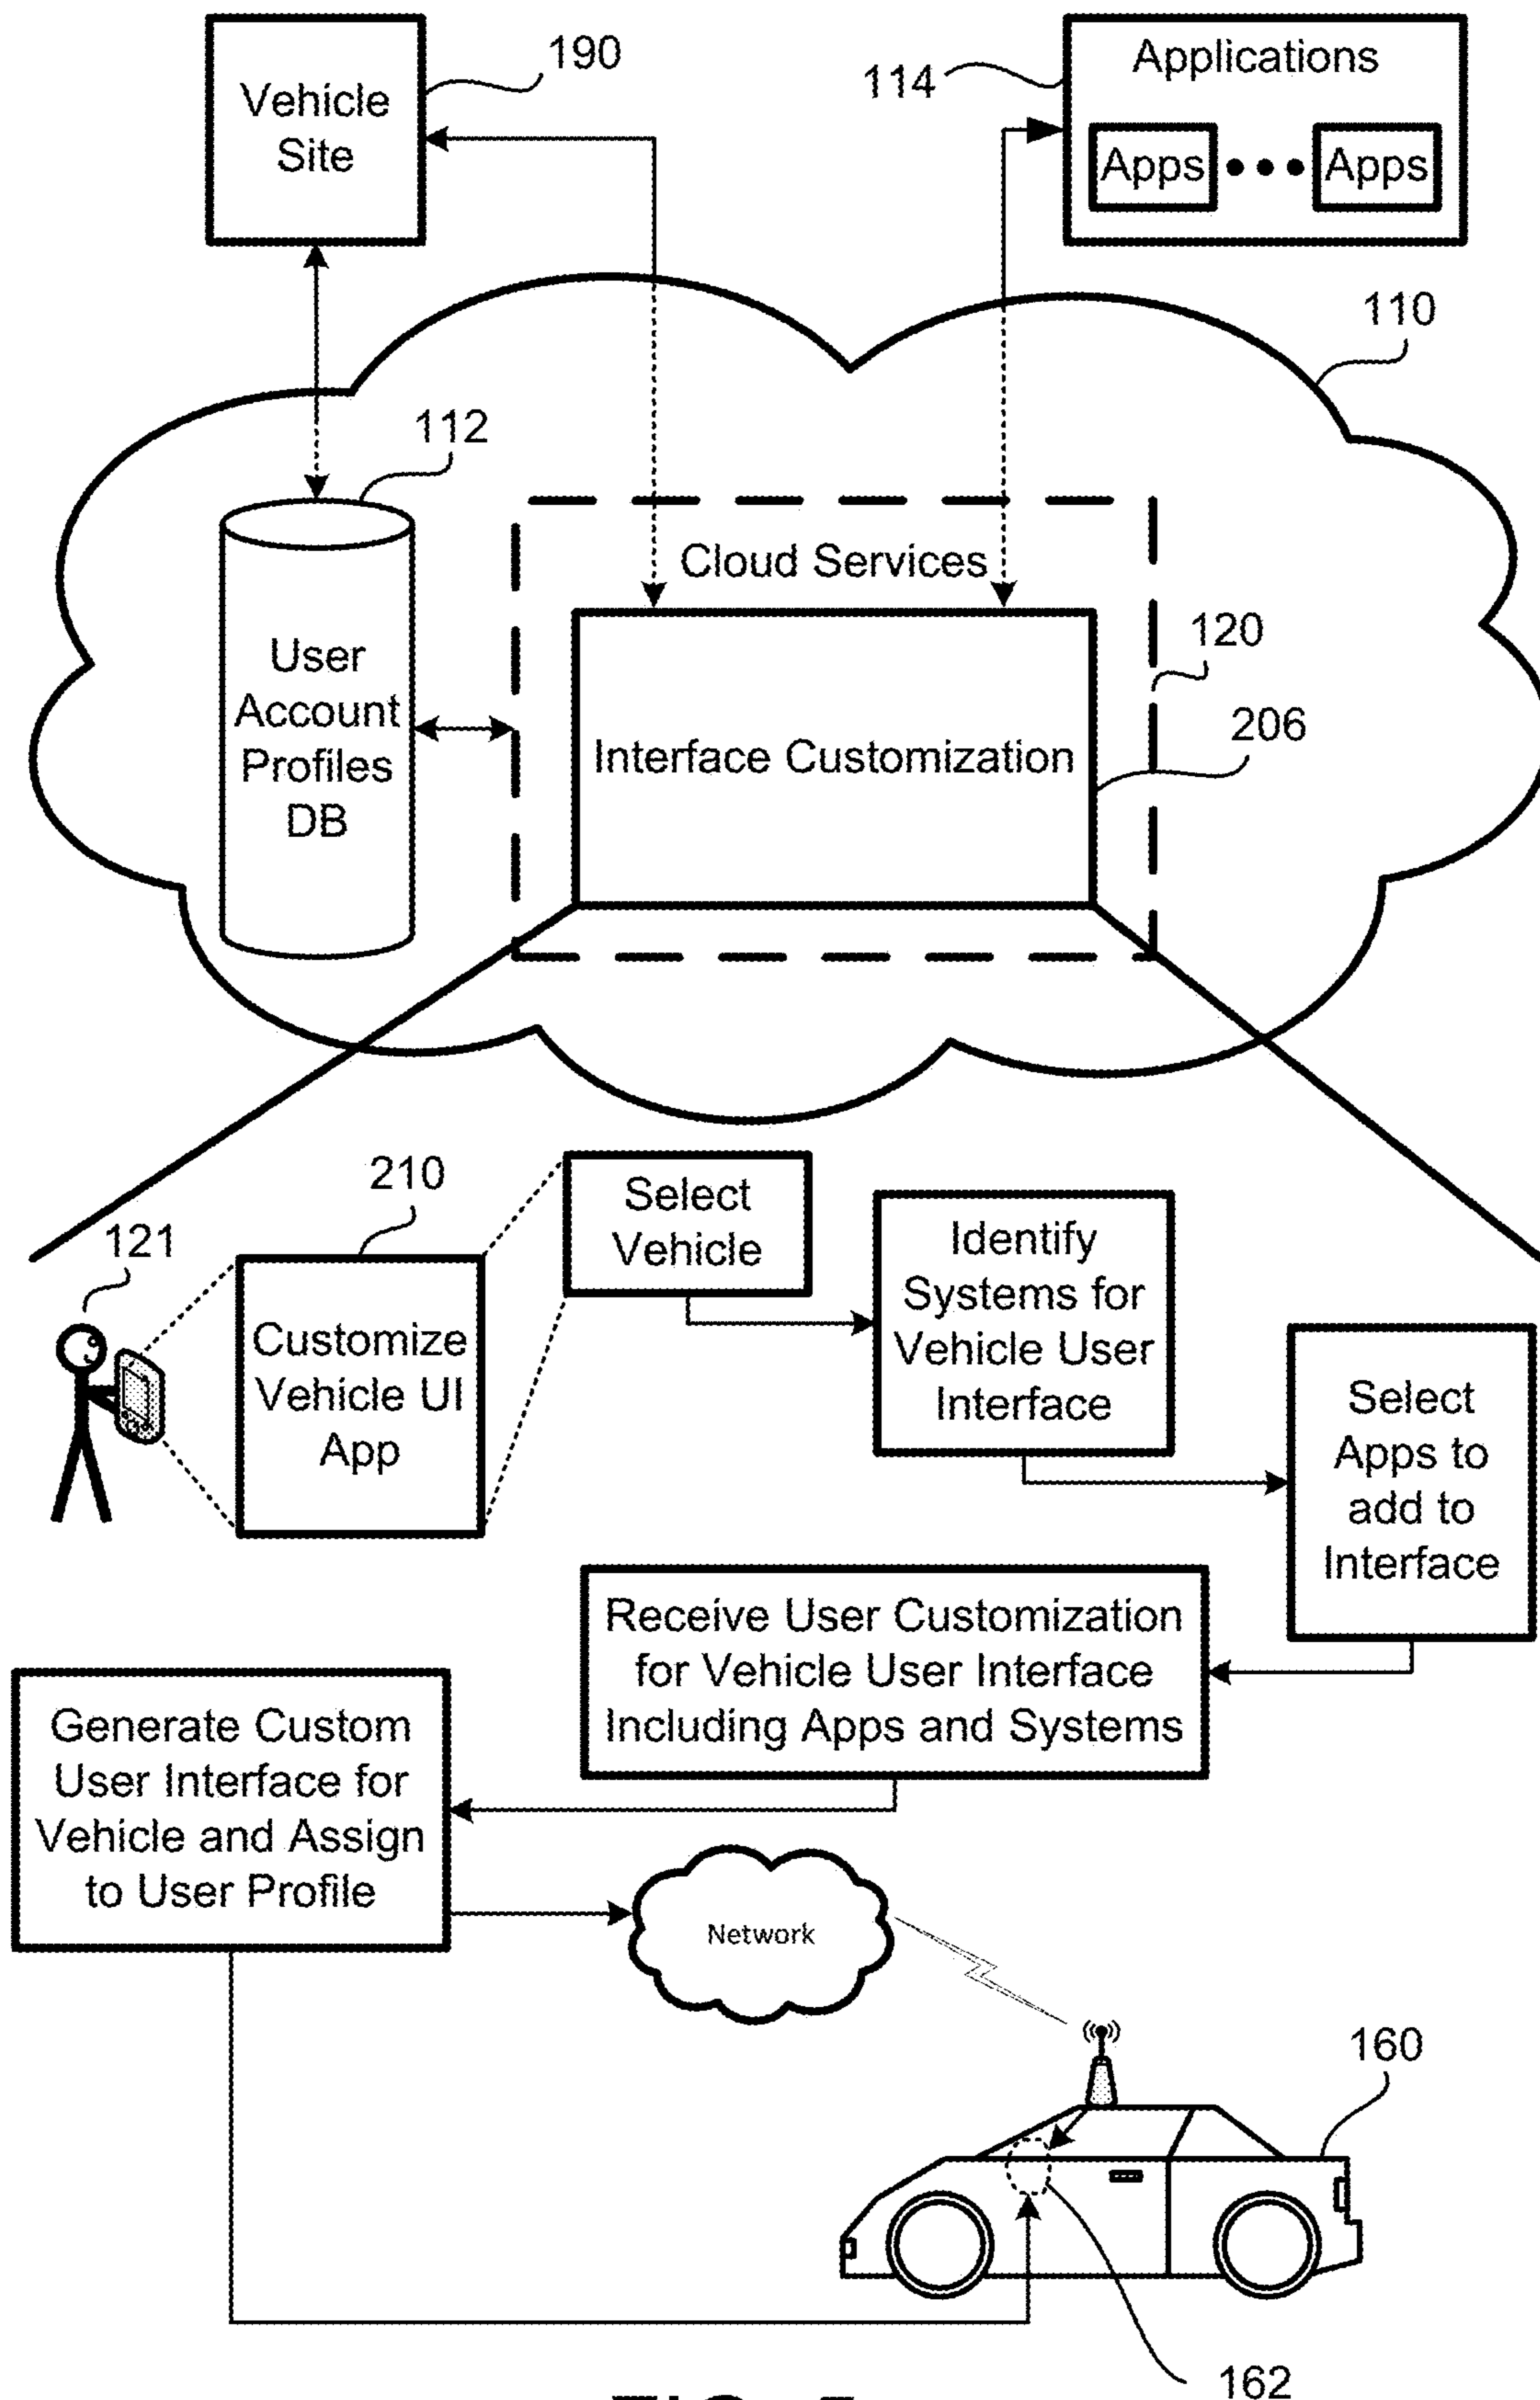 190
Vehicle
Site
114
Applications
Apps
Apps
110
112
Cloud Services
120
User
Account
Profiles
DB
Interface Customization
206
210
121
Customize
Vehicle UI
App
Select
Vehicle
Identify
Systems for
Vehicle User
Interface
Select
Apps to
add to
Interface
Receive User Customization
for Vehicle User Interface
Including Apps and Systems
Generate Custom
User Interface for
Vehicle and Assign
to User Profile
Network
160
162